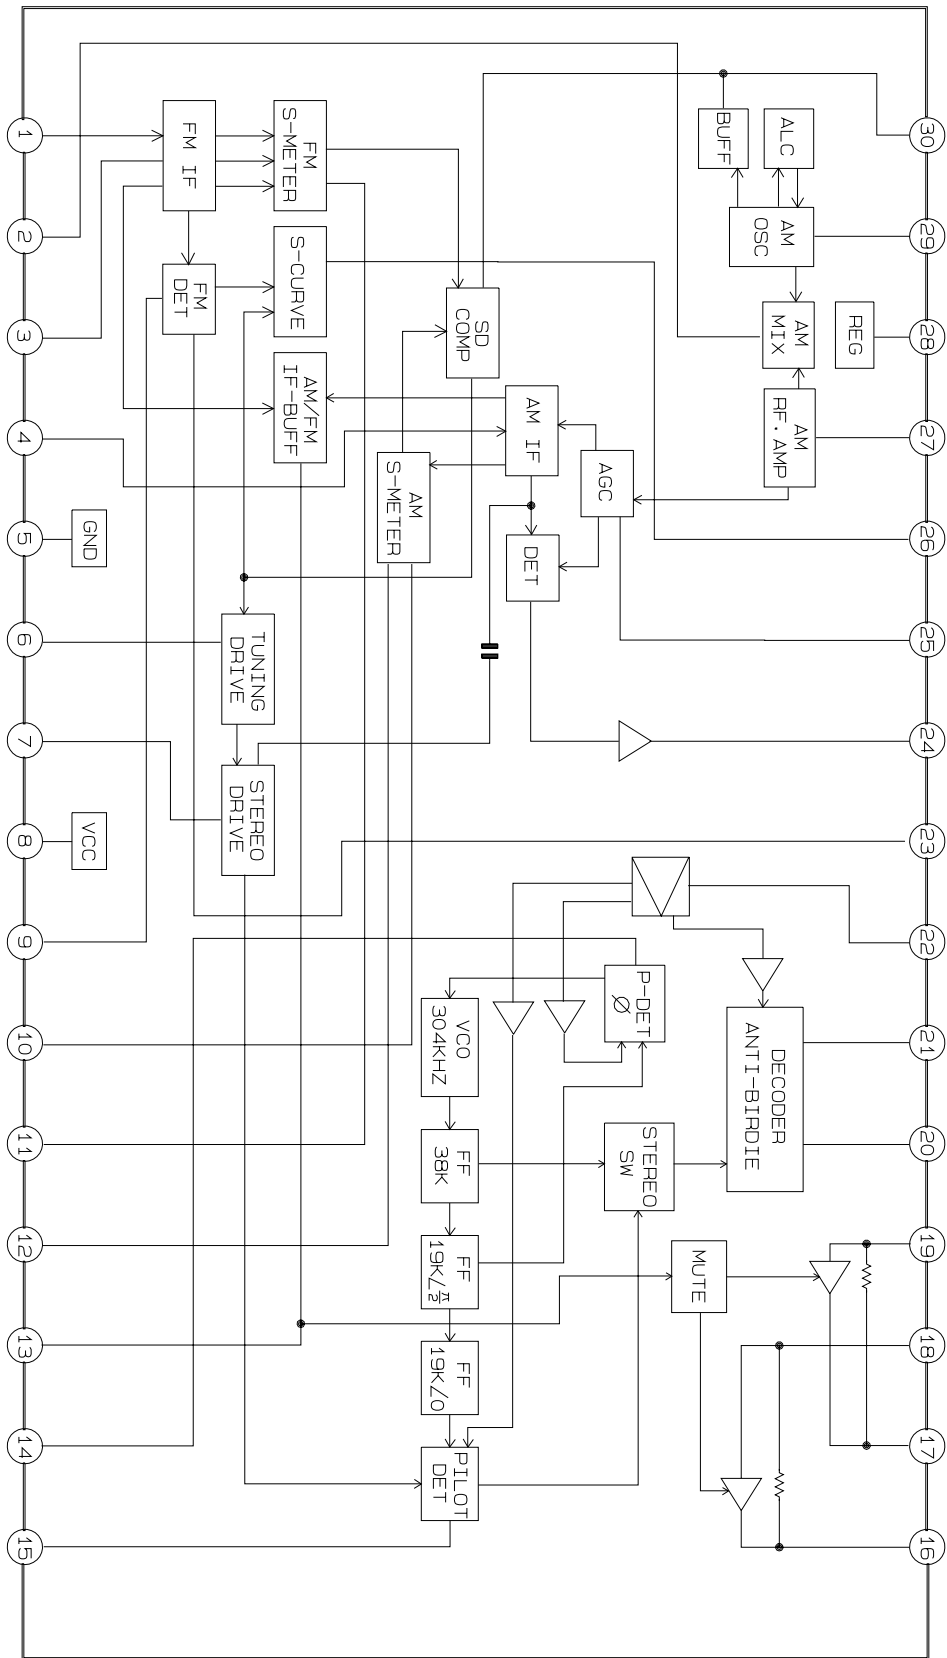 1
2
3
4
5
6
7
8
9
10
11
12
13
14
15
30
29
28
27
26
25
24
23
22
21
20
19
18
17
16
FM IF
FM
S-METER
FM
DET
S-CURVE
AM/FM
IF-BUFF
SD
COMP
AM
S-METER
AM IF
AGC
DET
BUFF
ALC
AM
OSC
AM
MIX
REG
AM
RF.AMP
GND
VCC
TUNING
DRIVE
STEREO
DRIVE
P-DET
Ø
VCO
304KHZ
FF
38K
FF
19K/π/2
FF
19K/0
PILOT
DET
STEREO
SW
DECODER
ANTI-BIRDIE
MUTE